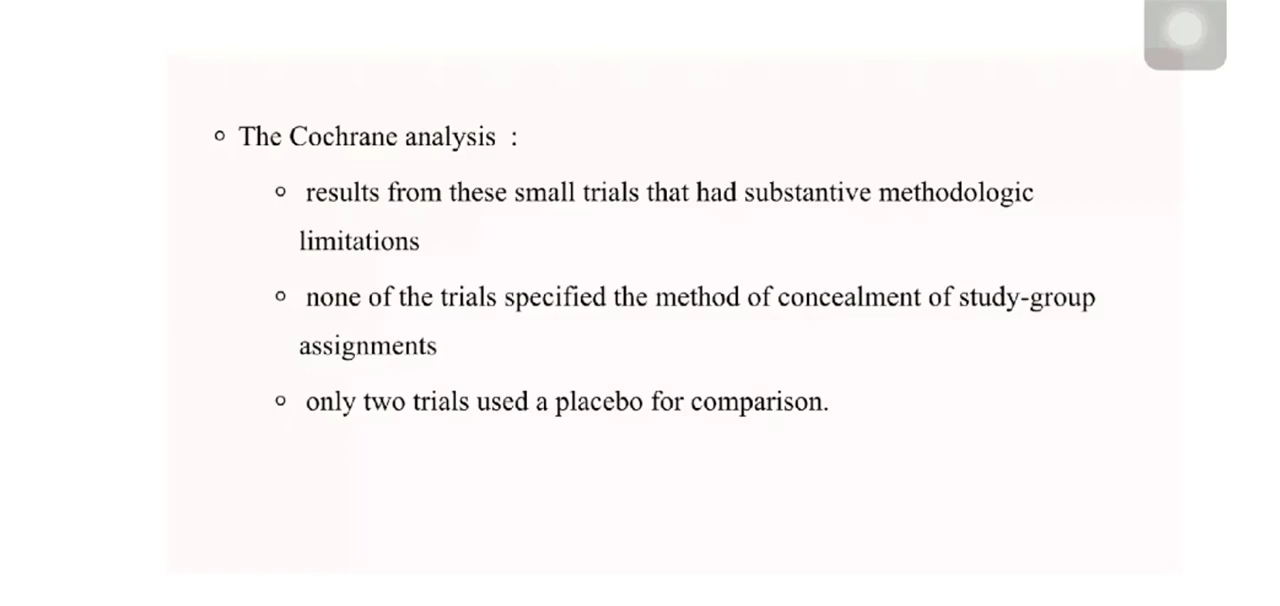 The Cochrane analysis :
results from these small trials that had substantive methodologic
limitations
none of the trials specified the method of concealment of study-group
assignments
only two trials used a placebo for comparison.